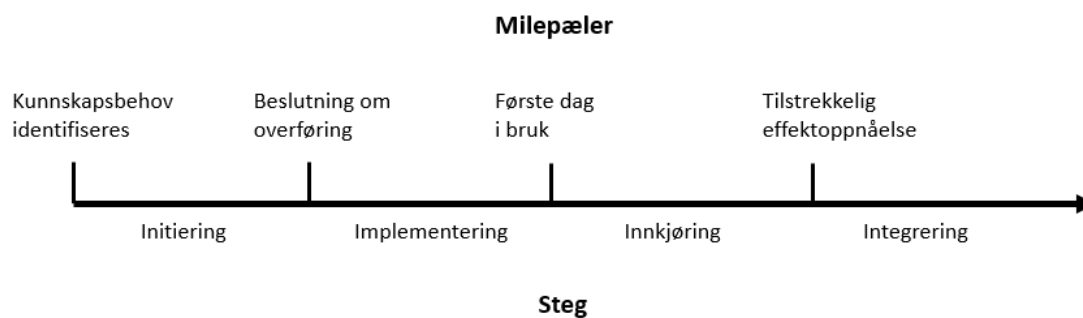 Milepæler
Kunnskapsbehov
identifiseres
Beslutning om
overføring
Første dag
i bruk
Tilstrekkelig
effektoppnåelse
Initiering
Implementering
Innkjøring
Integrering
Steg